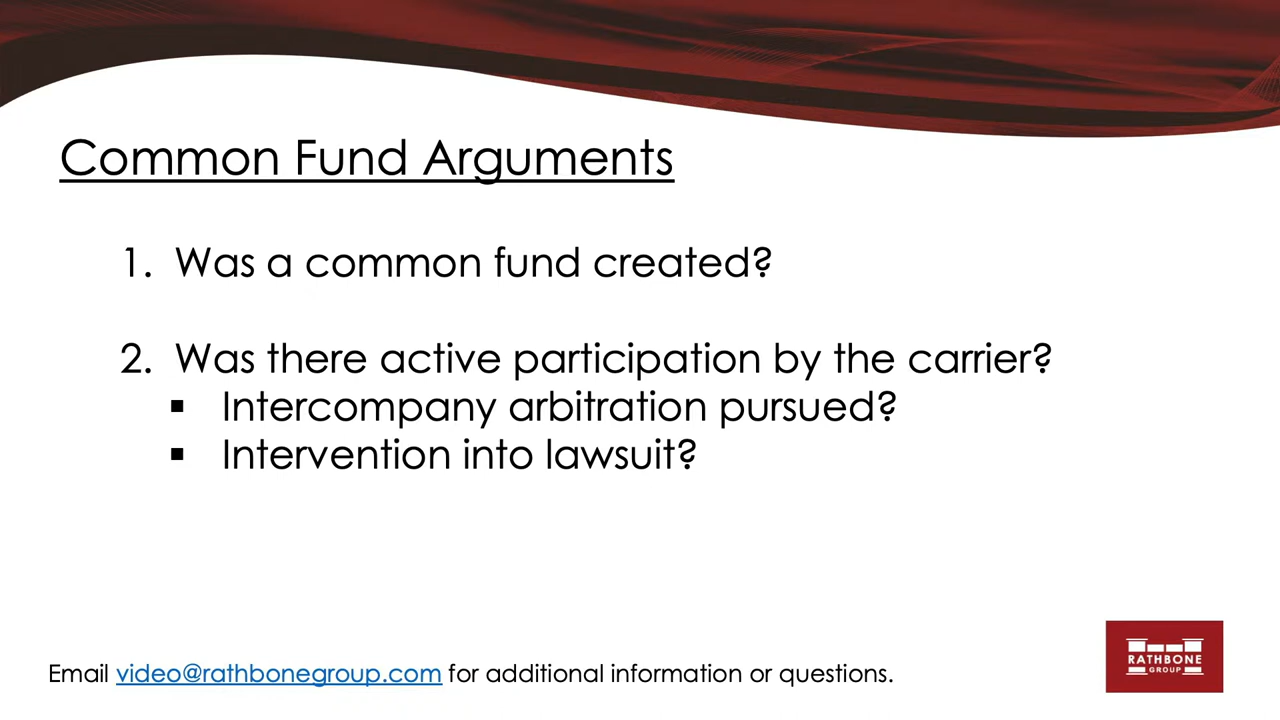 Common Fund Arguments
1. Was a common fund created?
2. Was there active participation by the carrier?
▪ Intercompany arbitration pursued?
▪ Intervention into lawsuit?
Email video@rathbonegroup.com for additional information or questions.
RATHBONE
GROUP